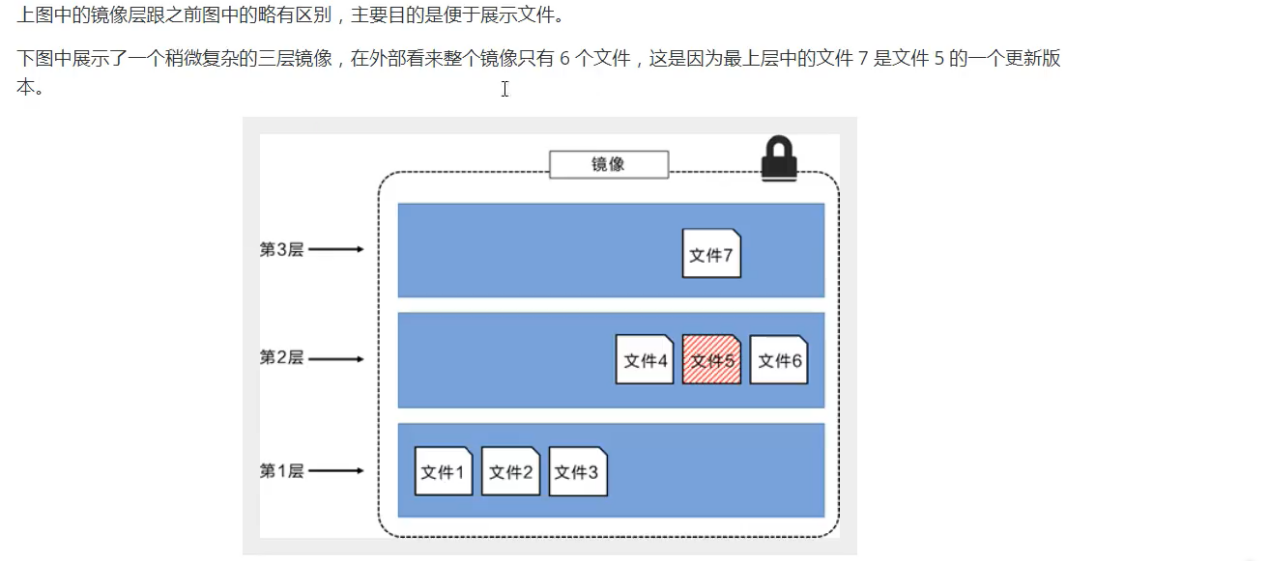 上图中的镜像层跟之前图中的略有区别，主要目的是便于展示文件。
下图中展示了一个稍微复杂的三层镜像，在外部看来整个镜像只有 6 个文件，这是因为最上层中的文件 7 是文件 5 的一个更新版
本。
镜像
第3层
文件7
第2层
文件4 文件5 文件6
第1层
文件1 文件2 文件3